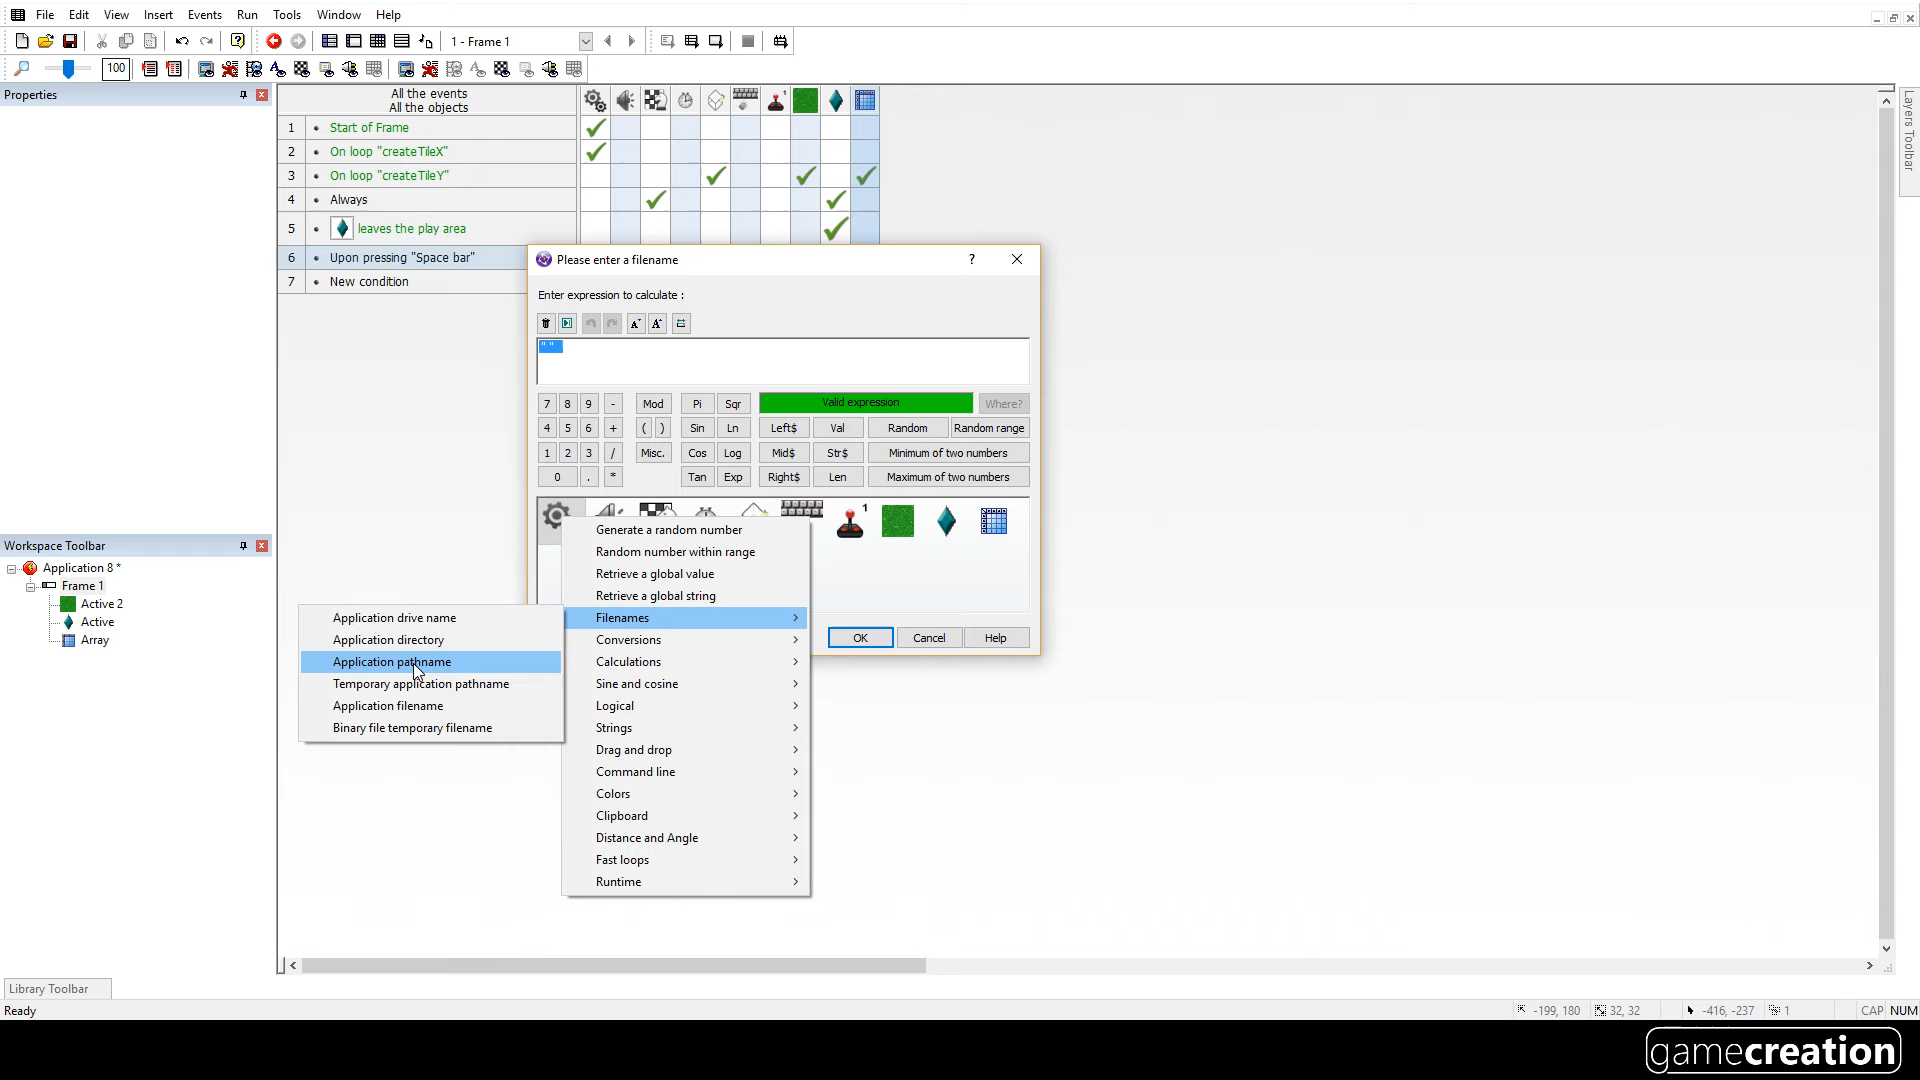 File Edit View Insert Events Run Tools Window Help
1 - Frame 1
100
Properties
All the events
All the objects
1 Start of Frame
2 On loop "createTileX"
3 On loop "createTileY"
4 Always
5 leaves the play area
6 Upon pressing "Space bar"
7 New condition
Layers Toolbar
Please enter a filename
?
Enter expression to calculate :
" "
7 8 9 - Mod Pi Sqr Valid expression Where?
4 5 6 + ( ) Sin Ln Left$ Val Random Random range
1 2 3 / Misc. Cos Log Mid$ Str$ Minimum of two numbers
0 . * Tan Exp Right$ Len Maximum of two numbers
1
Generate a random number
Random number within range
Retrieve a global value
Retrieve a global string
Filenames
Conversions
Calculations
Sine and cosine
Logical
Strings
Drag and drop
Command line
Colors
Clipboard
Distance and Angle
Fast loops
Runtime
OK Cancel Help
Application drive name
Application directory
Application pathname
Temporary application pathname
Application filename
Binary file temporary filename
Workspace Toolbar
Application 8 *
Frame 1
Active 2
Active
Array
Library Toolbar
Ready
-199, 180 32, 32 -416, -237 1 CAP NUM
gamecreation